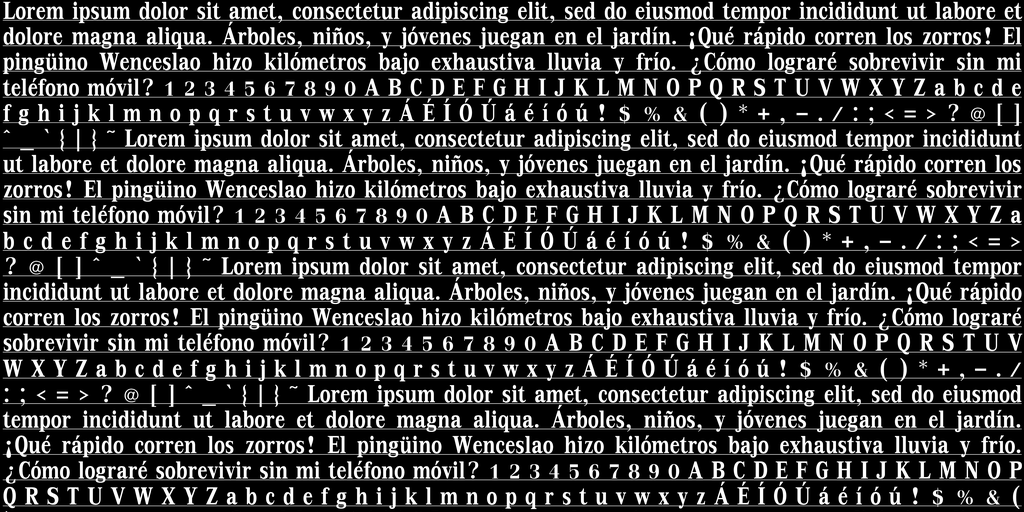 Lorem ipsum dolor sit amet, consectetur adipiscing elit, sed do eiusmod tempor incididunt ut labore et
dolore magna aliqua. Árboles, niños, y jóvenes juegan en el jardín. ¡Qué rápido corren los zorros! El
pingüino Wenceslao hizo kilómetros bajo exhaustiva lluvia y frío. ¿Cómo lograré sobrevivir sin mi
teléfono móvil? 1 2 3 4 5 6 7 8 9 0 A B C D E F G H I J K L M N O P Q R S T U V W X Y Z a b c d e
f g h i j k l m n o p q r s t u v w x y z Á É Í Ó Ú á é í ó ú ! $ % & ( ) * + , – . / : ; < = > ? @ [ ]
ˆ _ ` { | } ˜ Lorem ipsum dolor sit amet, consectetur adipiscing elit, sed do eiusmod tempor incididunt
ut labore et dolore magna aliqua. Árboles, niños, y jóvenes juegan en el jardín. ¡Qué rápido corren los
zorros! El pingüino Wenceslao hizo kilómetros bajo exhaustiva lluvia y frío. ¿Cómo lograré sobrevivir
sin mi teléfono móvil? 1 2 3 4 5 6 7 8 9 0 A B C D E F G H I J K L M N O P Q R S T U V W X Y Z a
b c d e f g h i j k l m n o p q r s t u v w x y z Á É Í Ó Ú á é í ó ú ! $ % & ( ) * + , – . / : ; < = >
? @ [ ] ˆ _ ` { | } ˜ Lorem ipsum dolor sit amet, consectetur adipiscing elit, sed do eiusmod tempor
incididunt ut labore et dolore magna aliqua. Árboles, niños, y jóvenes juegan en el jardín. ¡Qué rápido
corren los zorros! El pingüino Wenceslao hizo kilómetros bajo exhaustiva lluvia y frío. ¿Cómo lograré
sobrevivir sin mi teléfono móvil? 1 2 3 4 5 6 7 8 9 0 A B C D E F G H I J K L M N O P Q R S T U V
W X Y Z a b c d e f g h i j k l m n o p q r s t u v w x y z Á É Í Ó Ú á é í ó ú ! $ % & ( ) * + , – . /
: ; < = > ? @ [ ] ˆ _ ` { | } ˜ Lorem ipsum dolor sit amet, consectetur adipiscing elit, sed do eiusmod
tempor incididunt ut labore et dolore magna aliqua. Árboles, niños, y jóvenes juegan en el jardín.
¡Qué rápido corren los zorros! El pingüino Wenceslao hizo kilómetros bajo exhaustiva lluvia y frío.
¿Cómo lograré sobrevivir sin mi teléfono móvil? 1 2 3 4 5 6 7 8 9 0 A B C D E F G H I J K L M N O P
Q R S T U V W X Y Z a b c d e f g h i j k l m n o p q r s t u v w x y z Á É Í Ó Ú á é í ó ú ! $ % & (